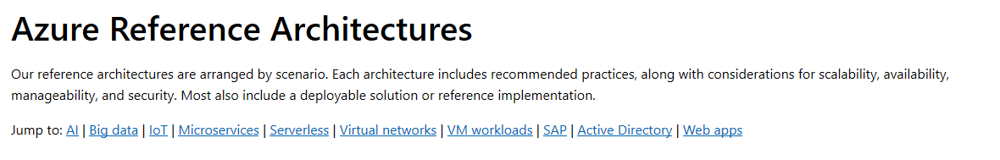 Azure Reference Architectures
Our reference architectures are arranged by scenario. Each architecture includes recommended practices, along with considerations for scalability, availability,
manageability, and security. Most also include a deployable solution or reference implementation.
Jump to: AI | Big data | IoT | Microservices | Serverless | Virtual networks | VM workloads | SAP | Active Directory | Web apps